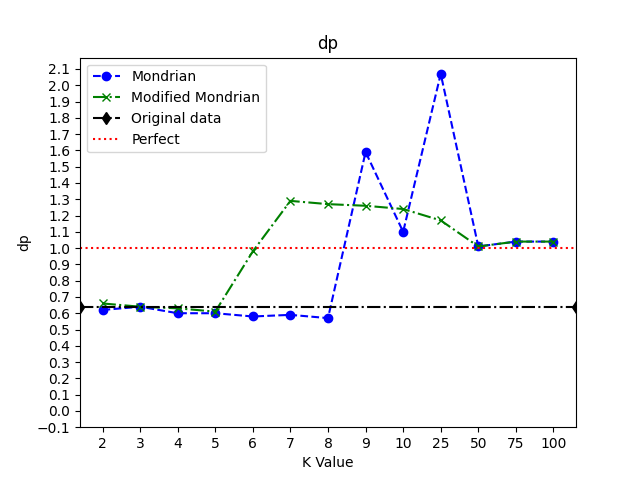 dp
Mondrian
Modified Mondrian
Original data
Perfect
2.1
2.0
1.9
1.8
1.7
1.6
1.5
1.4
1.3
1.2
1.1
1.0
0.9
0.8
0.7
0.6
0.5
0.4
0.3
0.2
0.1
0.0
−0.1
dp
2 3 4 5 6 7 8 9 10 25 50 75 100
K Value